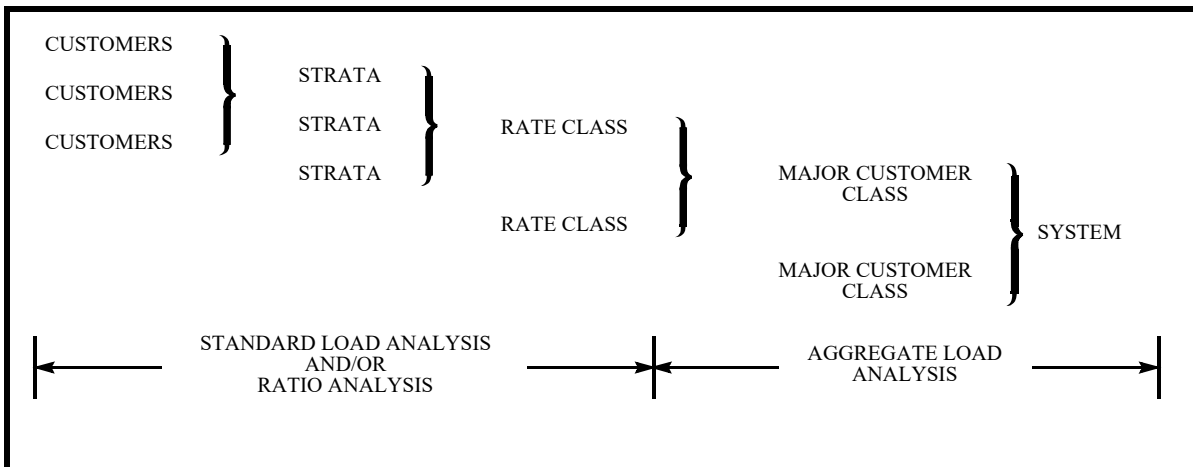 CUSTOMERS
CUSTOMERS
CUSTOMERS
STRATA
STRATA
STRATA
RATE CLASS
RATE CLASS
MAJOR CUSTOMER
CLASS
MAJOR CUSTOMER
CLASS
SYSTEM
STANDARD LOAD ANALYSIS
AND/OR
RATIO ANALYSIS
AGGREGATE LOAD
ANALYSIS